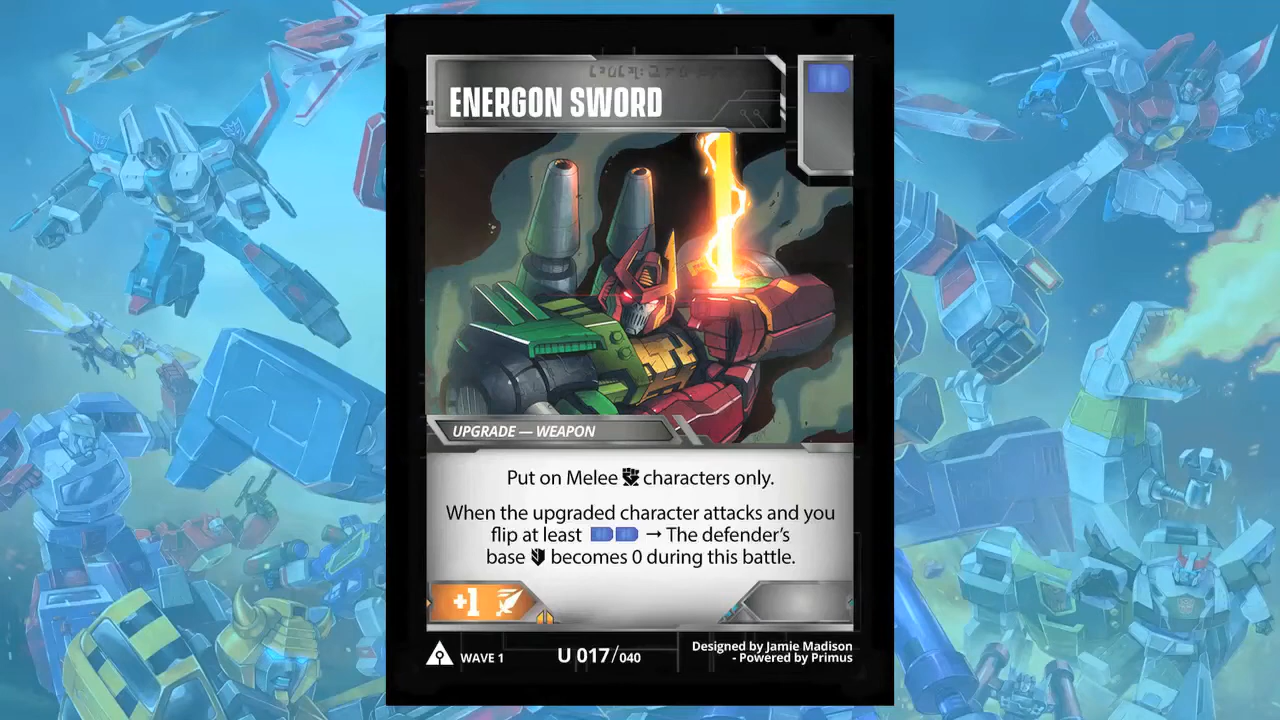 ENERGON SWORD
UPGRADE — WEAPON
Put on Melee characters only.
When the upgraded character attacks and you
flip at least → The defender's
base becomes 0 during this battle.
+1
WAVE 1
U 017/040
Designed by Jamie Madison
- Powered by Primus